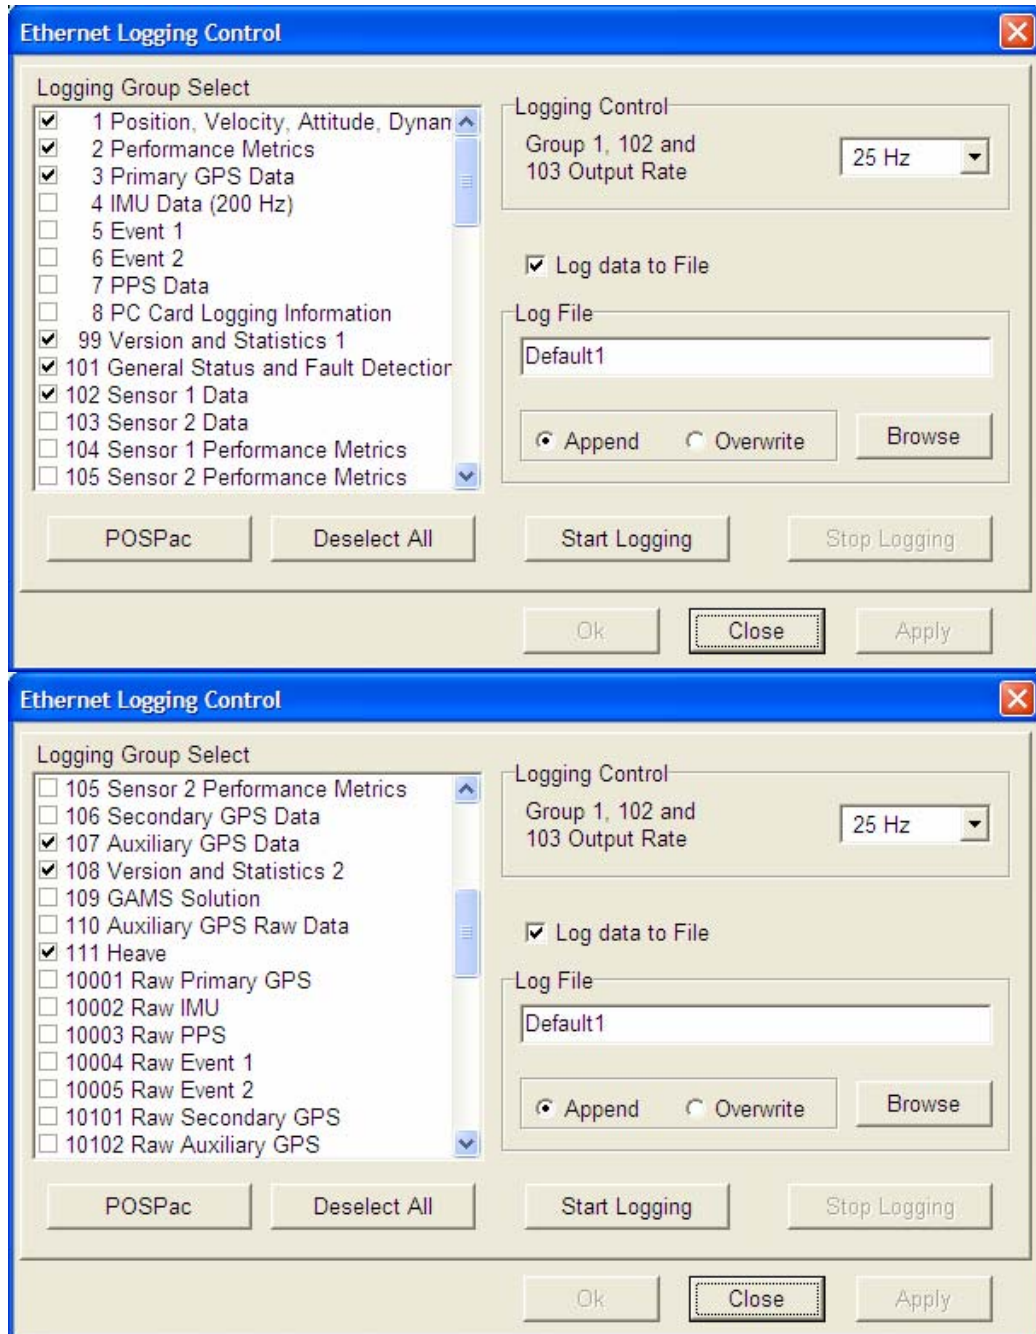 Ethernet Logging Control
Logging Group Select
1 Position, Velocity, Attitude, Dynan
2 Performance Metrics
3 Primary GPS Data
4 IMU Data (200 Hz)
5 Event 1
6 Event 2
7 PPS Data
8 PC Card Logging Information
99 Version and Statistics 1
101 General Status and Fault Detection
102 Sensor 1 Data
103 Sensor 2 Data
104 Sensor 1 Performance Metrics
105 Sensor 2 Performance Metrics
POSPac
Deselect All
Logging Control
Group 1, 102 and
103 Output Rate
25 Hz
Log data to File
Log File
Default1
Append
Overwrite
Browse
Start Logging
Stop Logging
Ok
Close
Apply
Ethernet Logging Control
Logging Group Select
105 Sensor 2 Performance Metrics
106 Secondary GPS Data
107 Auxiliary GPS Data
108 Version and Statistics 2
109 GAMS Solution
110 Auxiliary GPS Raw Data
111 Heave
10001 Raw Primary GPS
10002 Raw IMU
10003 Raw PPS
10004 Raw Event 1
10005 Raw Event 2
10101 Raw Secondary GPS
10102 Raw Auxiliary GPS
POSPac
Deselect All
Logging Control
Group 1, 102 and
103 Output Rate
25 Hz
Log data to File
Log File
Default1
Append
Overwrite
Browse
Start Logging
Stop Logging
Ok
Close
Apply